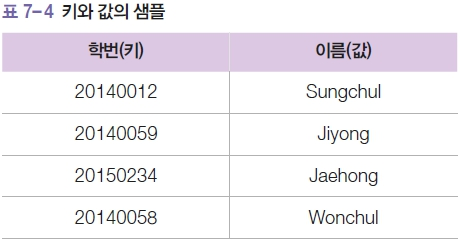 표 7-4 키와 값의 샘플
학번(키) 이름(값)
20140012 Sungchul
20140059 Jiyong
20150234 Jaehong
20140058 Wonchul